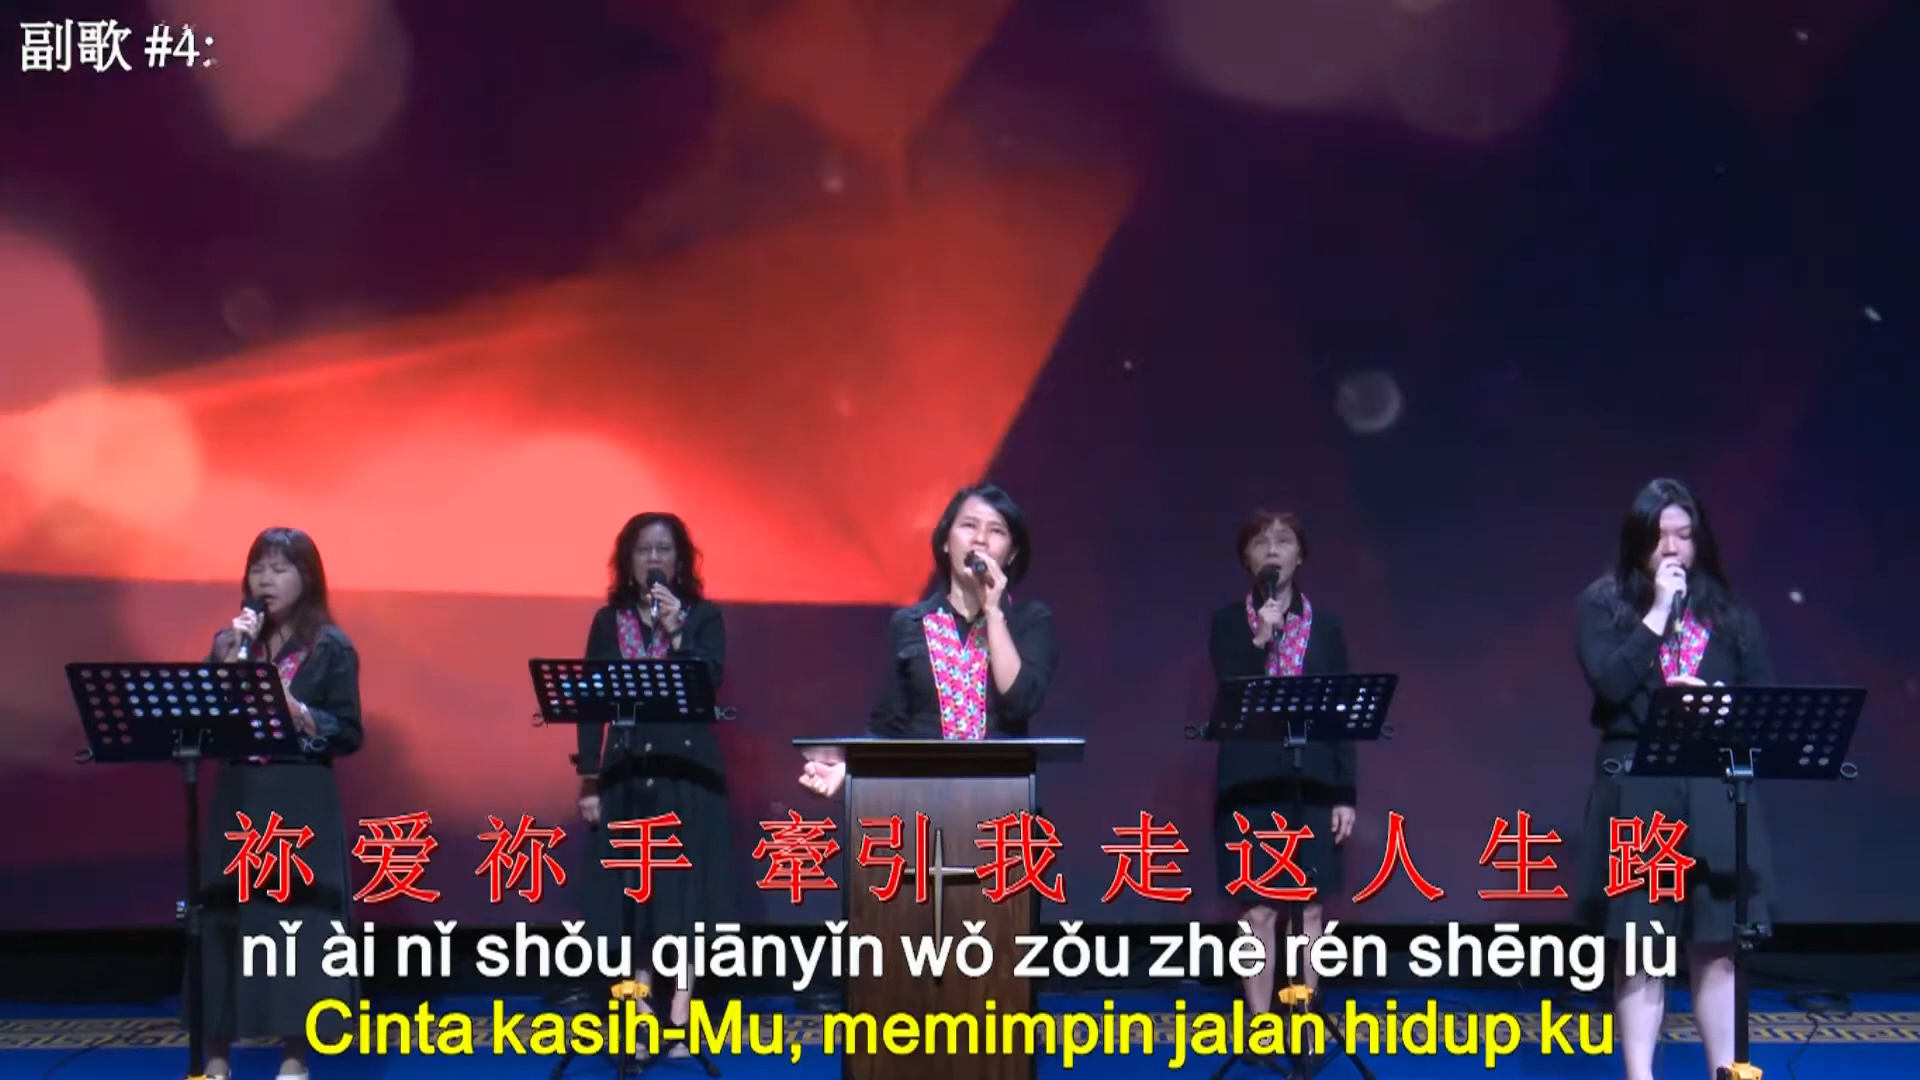 副歌 #4:
祢 爱 祢 手 牵引 我 走 这 人 生 路
nǐ ài nǐ shǒu qiānyǐn wǒ zǒu zhè rén shēng lù
Cinta kasih-Mu, memimpin jalan hidup ku